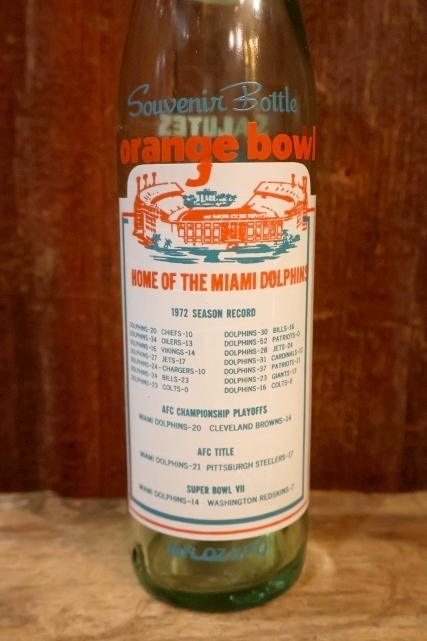 Souvenir Bottle
SALUTES
orange bowl
HOME OF THE MIAMI DOLPHINS
1972 SEASON RECORD
DOLPHINS-20 CHIEFS-10
DOLPHINS-34 OILERS-13
DOLPHINS-16 VIKINGS-14
DOLPHINS-27 JETS-17
DOLPHINS-24 CHARGERS-10
DOLPHINS-24 BILLS-23
DOLPHINS-23 COLTS-0
DOLPHINS-30 BILLS-16
DOLPHINS-52 PATRIOTS-0
DOLPHINS-28 JETS-24
DOLPHINS-31 CARDINALS-10
DOLPHINS-37 PATRIOTS-21
DOLPHINS-23 GIANTS-13
DOLPHINS-16 COLTS-0
AFC CHAMPIONSHIP PLAYOFFS
MIAMI DOLPHINS-20 CLEVELAND BROWNS-14
AFC TITLE
MIAMI DOLPHINS-21 PITTSBURGH STEELERS-17
SUPER BOWL VII
MIAMI DOLPHINS-14 WASHINGTON REDSKINS-7